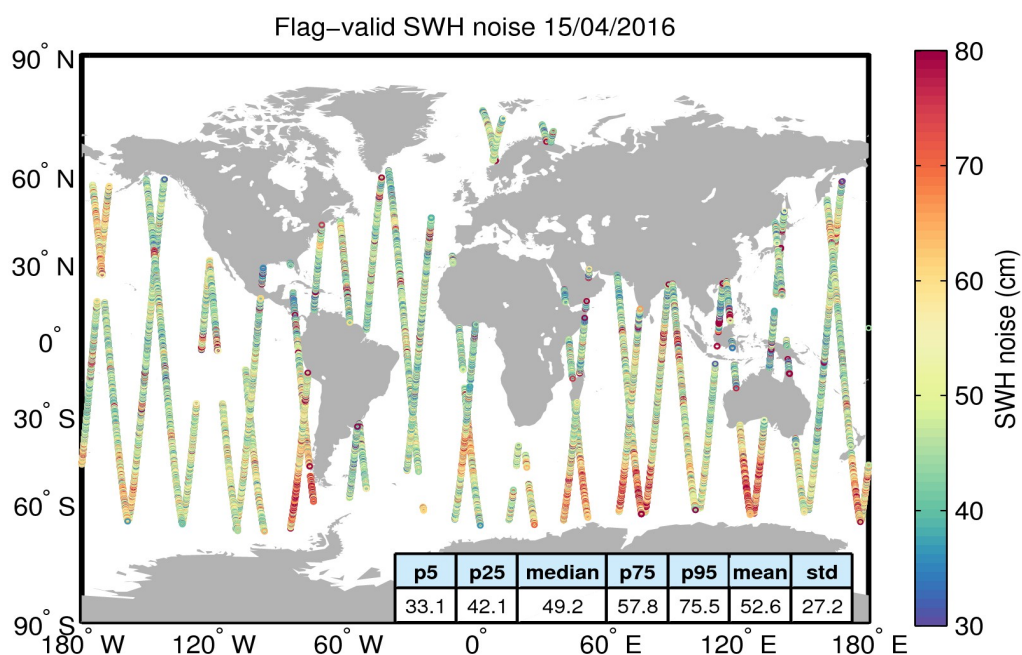 Flag−valid SWH noise 15/04/2016
90° N
60° N
30° N
0°
30° S
60° S
90° S
180° W
120° W
60° W
0°
60° E
120° E
180° E
p5 p25 median p75 p95 mean std
33.1 42.1 49.2 57.8 75.5 52.6 27.2
80
70
60
50
40
30
SWH noise (cm)